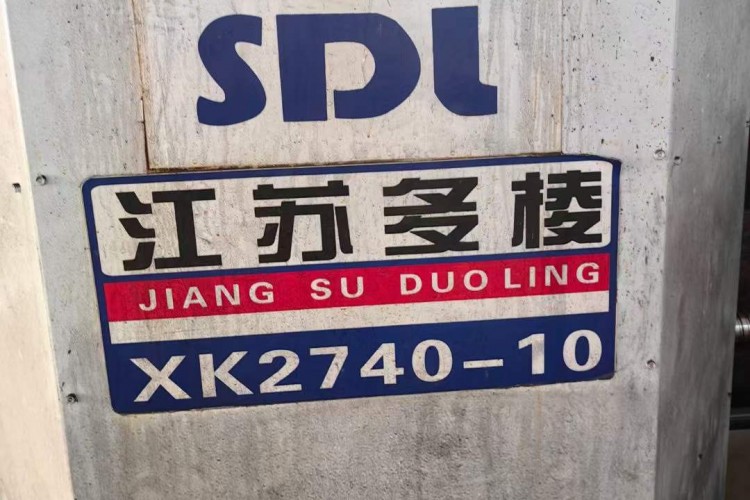 SDL
江苏多棱
JIANG SU DUOLING
XK2740-10